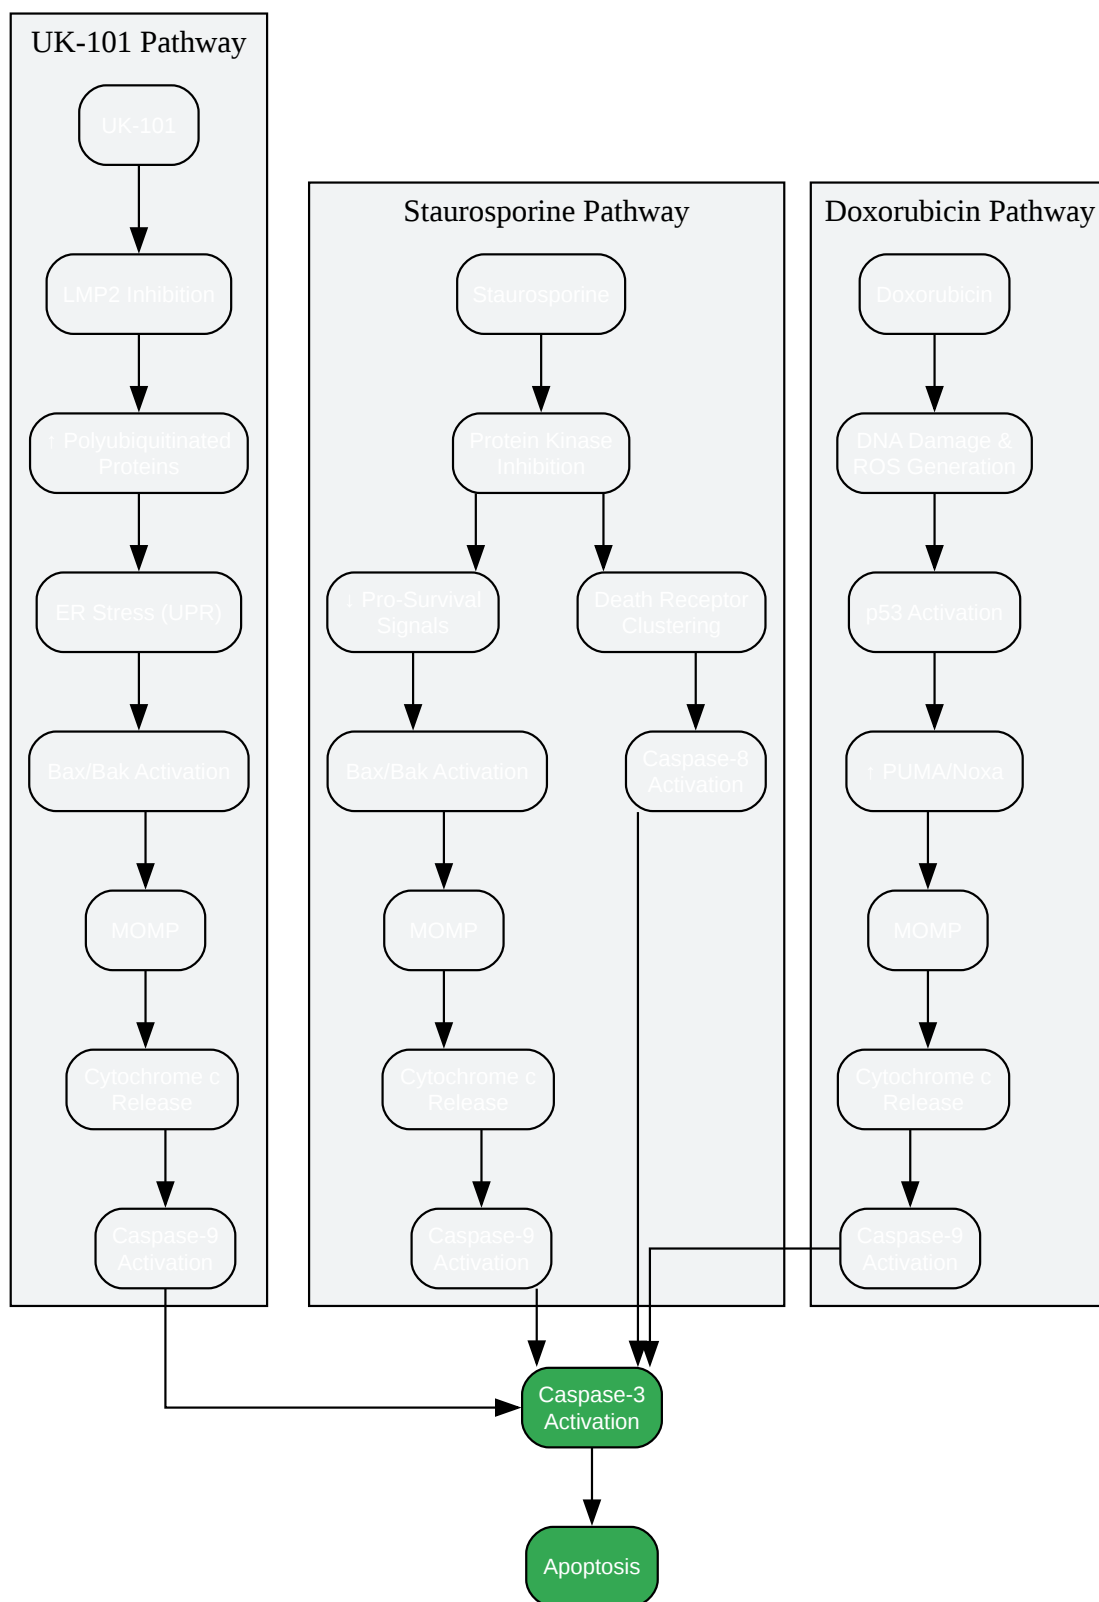 UK-101 Pathway
UK-101
LMP2 Inhibition
↑ Polyubiquitinated
Proteins
ER Stress (UPR)
Bax/Bak Activation
MOMP
Cytochrome c
Release
Caspase-9
Activation
Staurosporine Pathway
Staurosporine
Protein Kinase
Inhibition
↓ Pro-Survival
Signals
Death Receptor
Clustering
Bax/Bak Activation
Caspase-8
Activation
MOMP
Cytochrome c
Release
Caspase-9
Activation
Doxorubicin Pathway
Doxorubicin
DNA Damage &
ROS Generation
p53 Activation
↑ PUMA/Noxa
MOMP
Cytochrome c
Release
Caspase-9
Activation
Caspase-3
Activation
Apoptosis